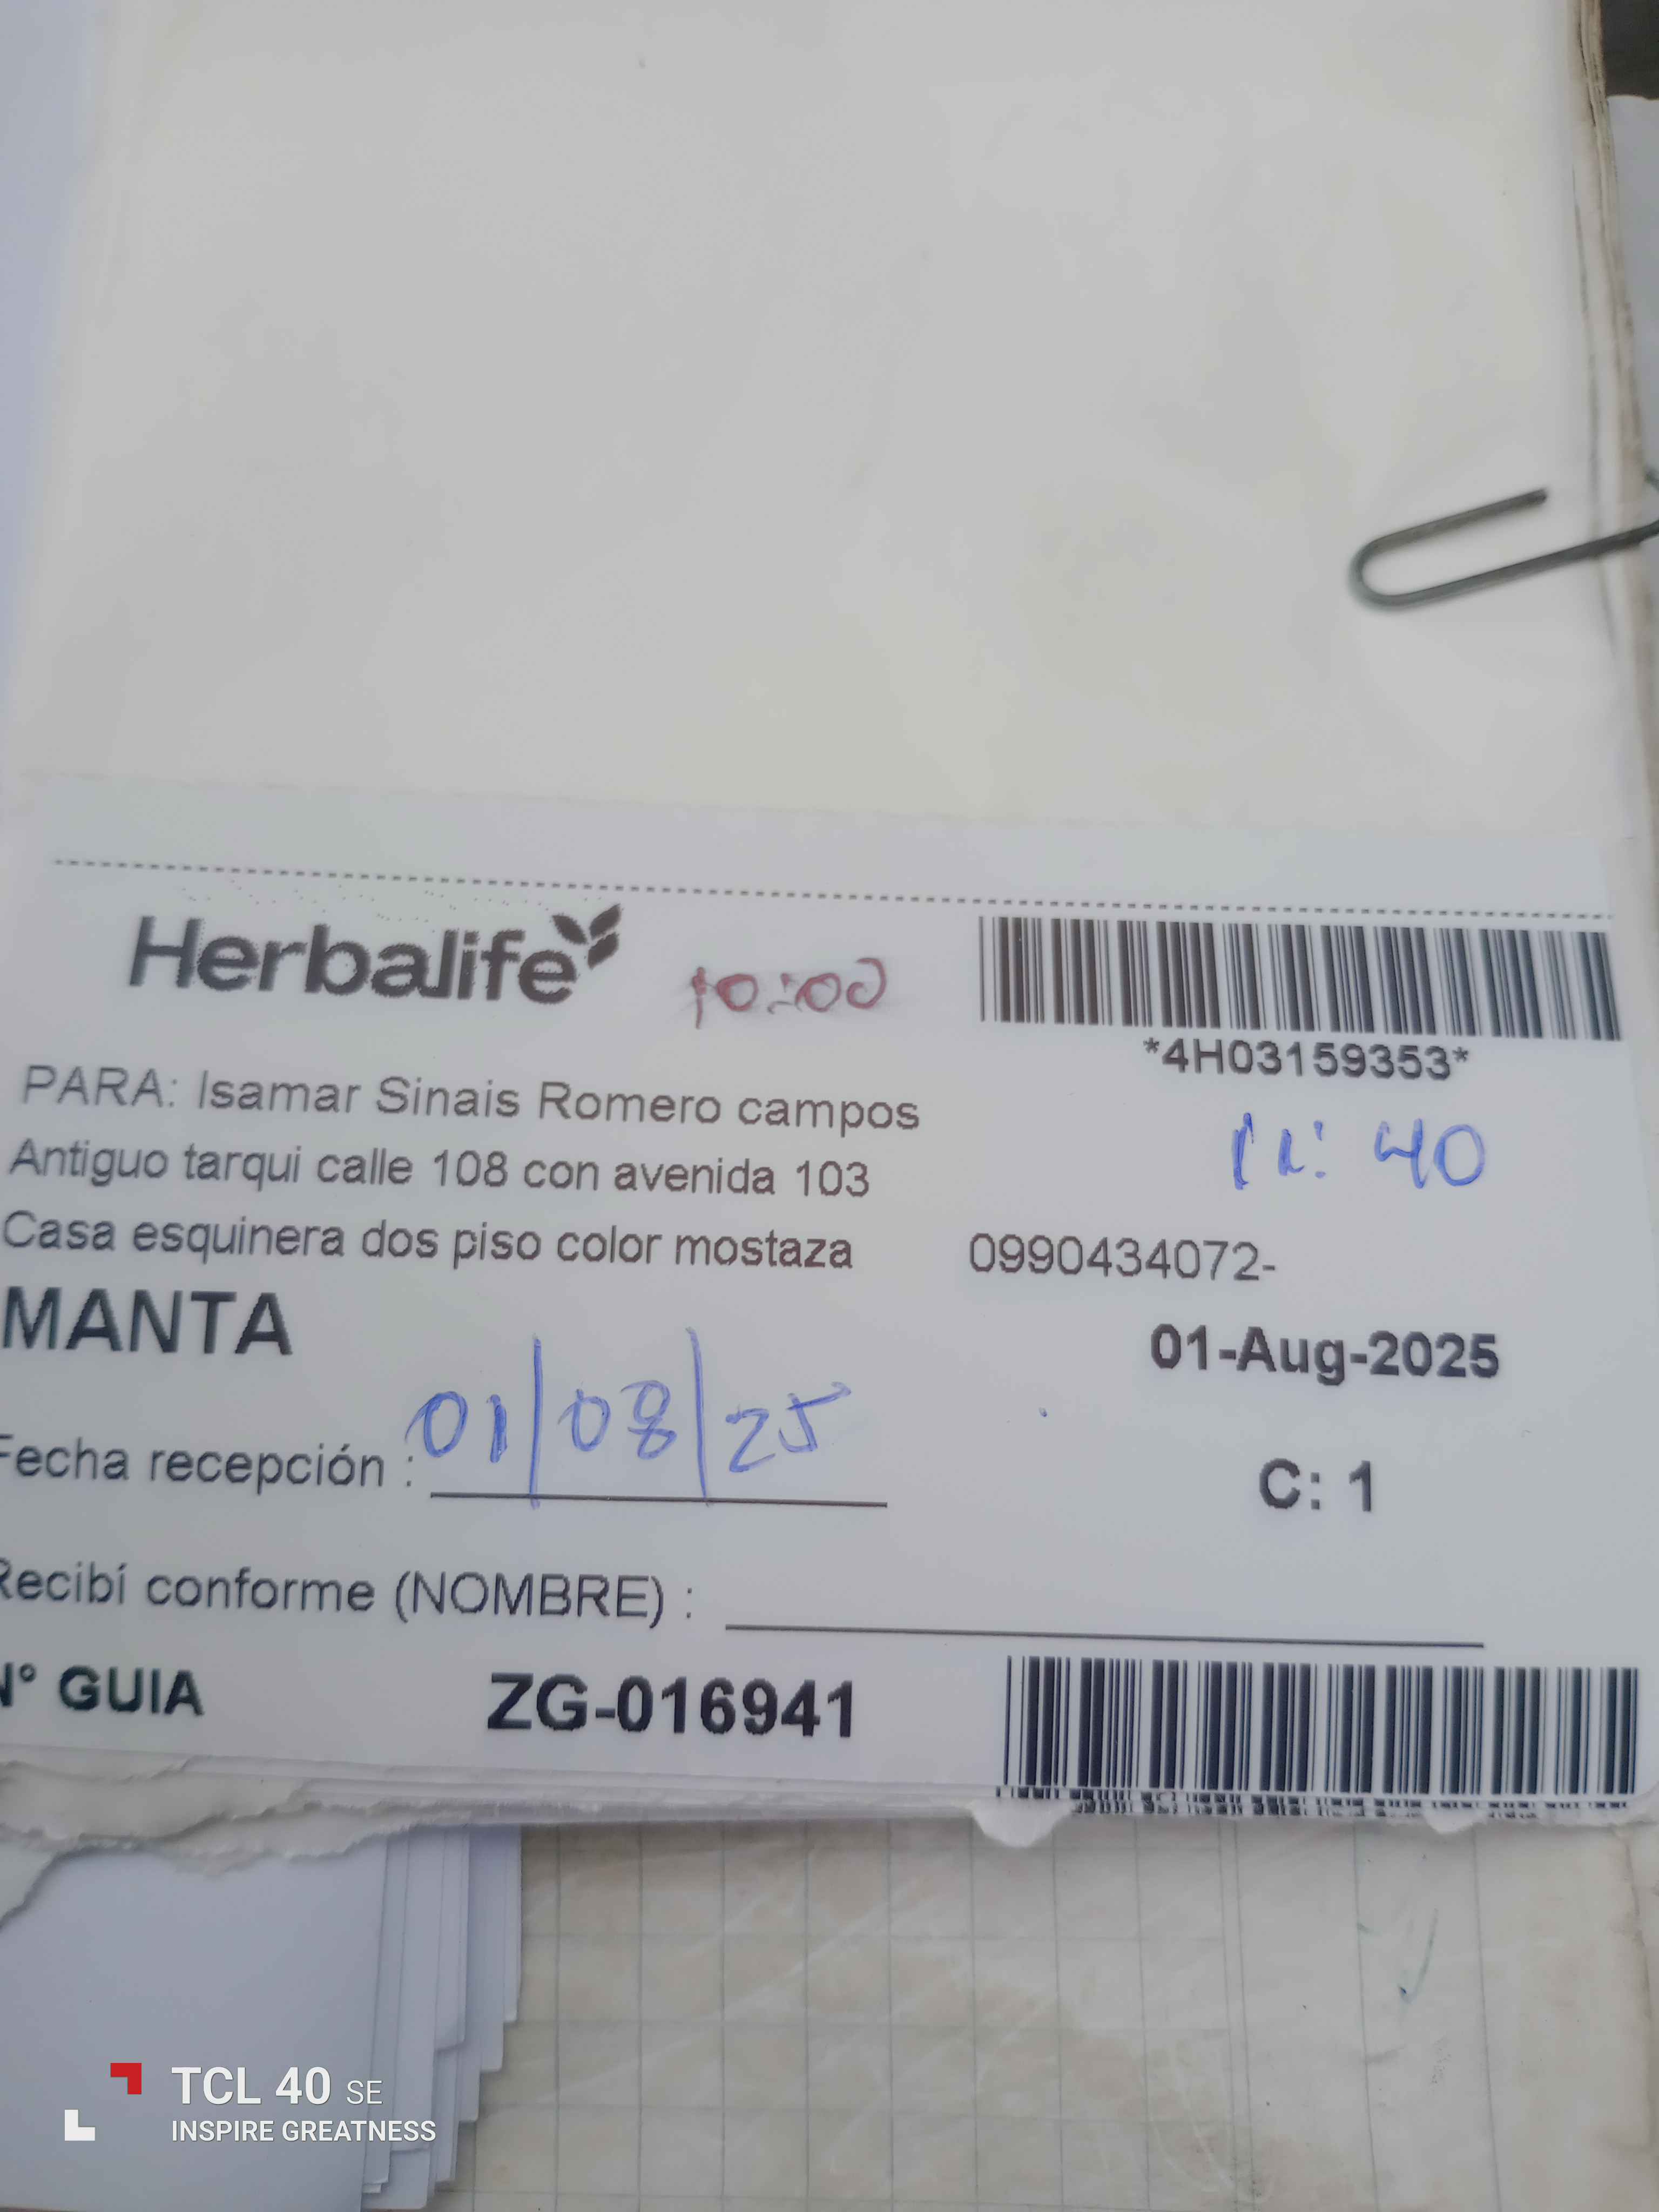 Herbalife
10:00
*4H03159353*
PARA: Isamar Sinais Romero campos
Antiguo tarqui calle 108 con avenida 103
: 40
Casa esquinera dos piso color mostaza
0990434072-
MANTA
01-Aug-2025
Fecha recepción : 01/08/25
C: 1
Recibí conforme (NOMBRE) :
N° GUIA
ZG-016941
TCL 40 SE
INSPIRE GREATNESS